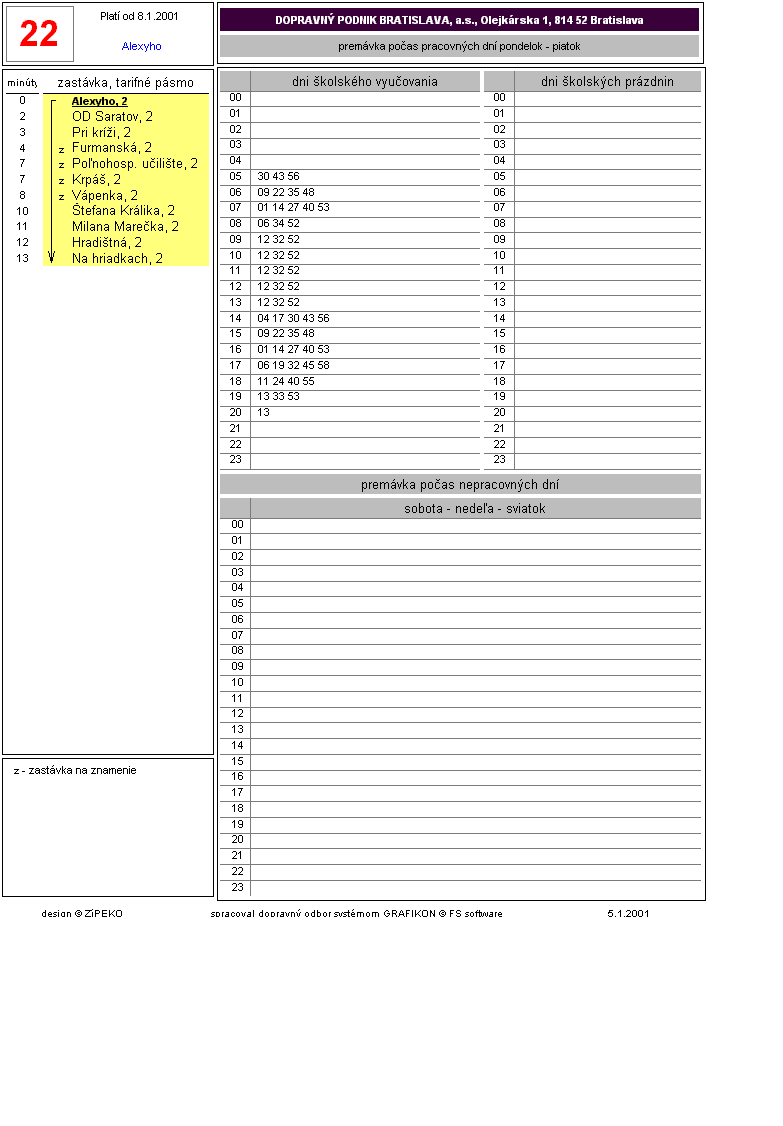 22
Platí od 8.1.2001
Alexyho
DOPRAVNÝ PODNIK BRATISLAVA, a.s., Olejkárska 1, 814 52 Bratislava
premávka počas pracovných dní pondelok - piatok
minúty zastávka, tarifné pásmo
0 Alexyho, 2
2 OD Saratov, 2
3 Pri kríži, 2
4 z Furmanská, 2
7 z Poľnohosp. učilište, 2
7 z Krpáš, 2
8 z Vápenka, 2
10 Štefana Králika, 2
11 Milana Marečka, 2
12 Hradištná, 2
13 Na hriadkach, 2
z - zastávka na znamenie
dni školského vyučovania
00
01
02
03
04
05 30 43 56
06 09 22 35 48
07 01 14 27 40 53
08 06 34 52
09 12 32 52
10 12 32 52
11 12 32 52
12 12 32 52
13 12 32 52
14 04 17 30 43 56
15 09 22 35 48
16 01 14 27 40 53
17 06 19 32 45 58
18 11 24 40 55
19 13 33 53
20 13
21
22
23
dni školských prázdnin
00
01
02
03
04
05
06
07
08
09
10
11
12
13
14
15
16
17
18
19
20
21
22
23
premávka počas nepracovných dní
sobota - nedeľa - sviatok
00
01
02
03
04
05
06
07
08
09
10
11
12
13
14
15
16
17
18
19
20
21
22
23
design © ZíPEKO spracoval dopravný odbor systémom GRAFIKON © FS software 5.1.2001